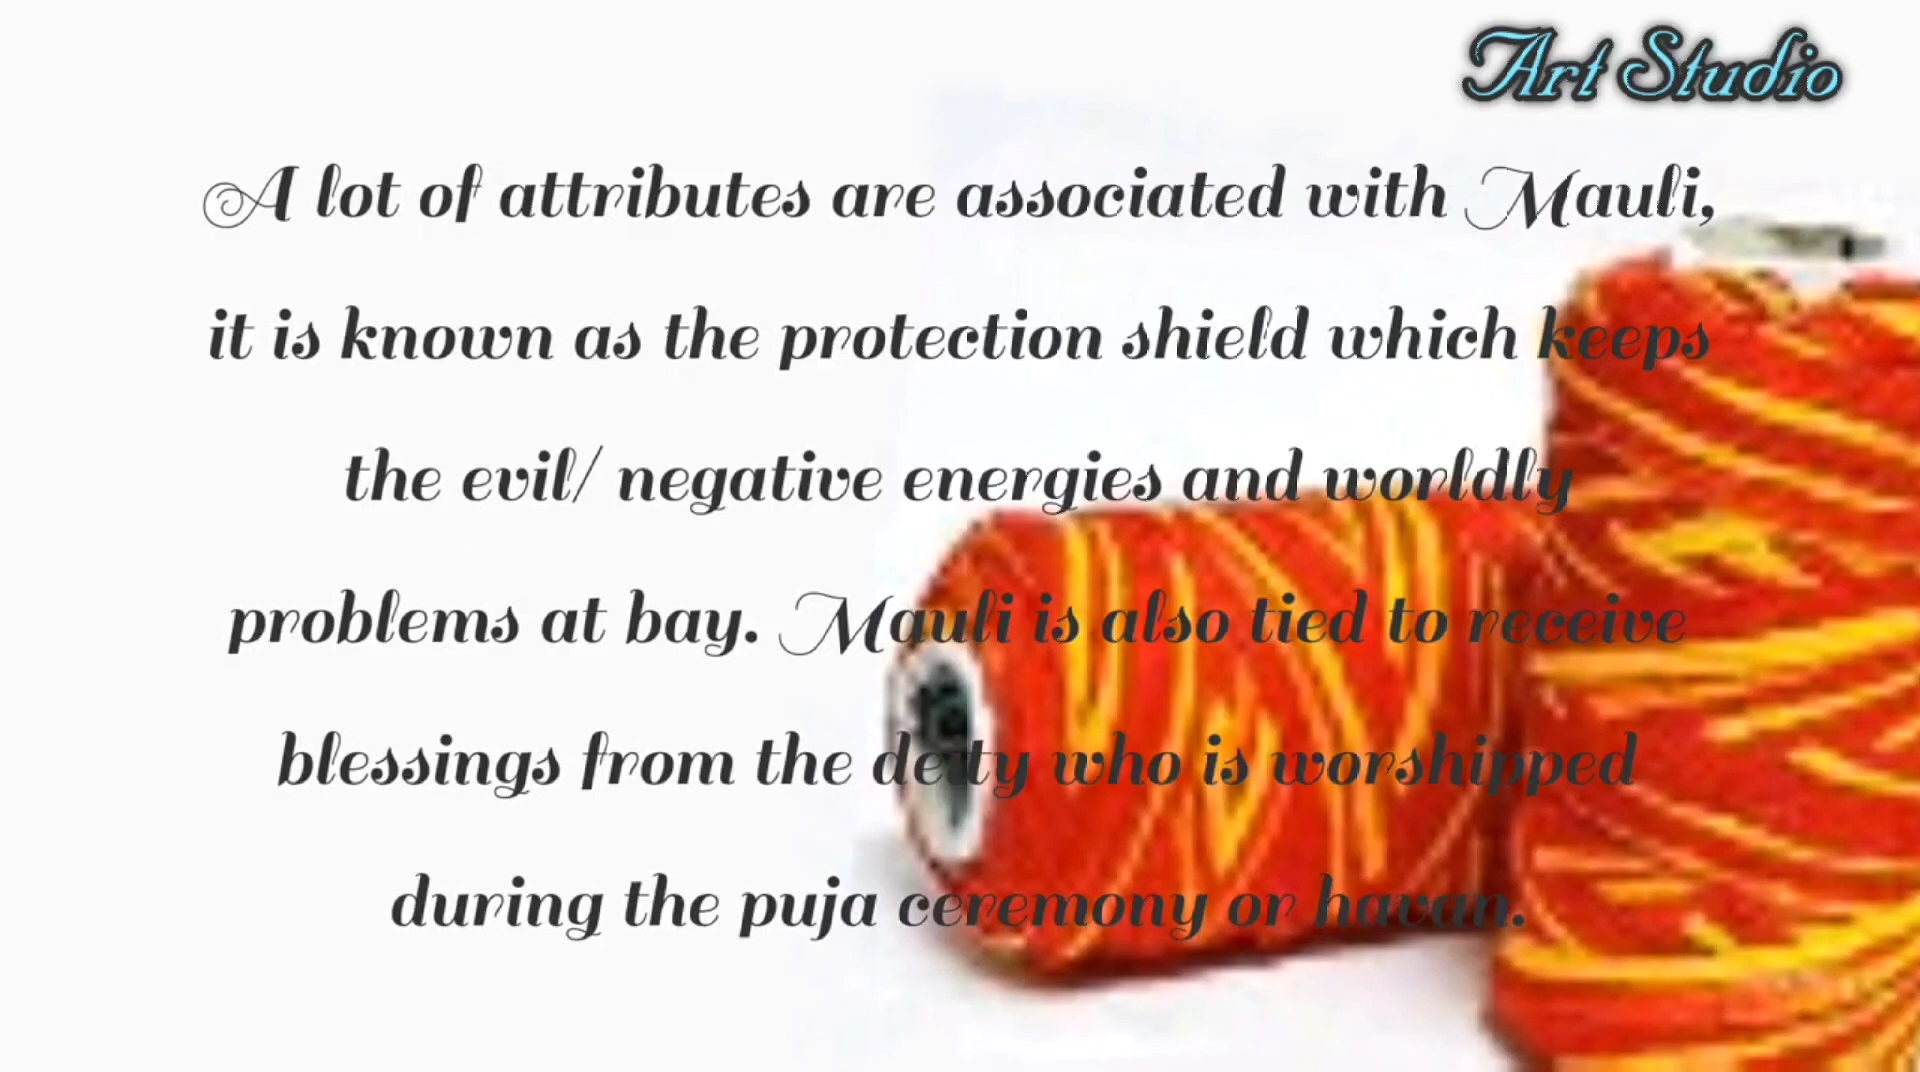 Art Studio
A lot of attributes are associated with Mauli,
it is known as the protection shield which keeps
the evil/ negative energies and worldly
problems at bay. Mauli is also tied to receive
blessings from the deity who is worshipped
during the puja ceremony or havan.